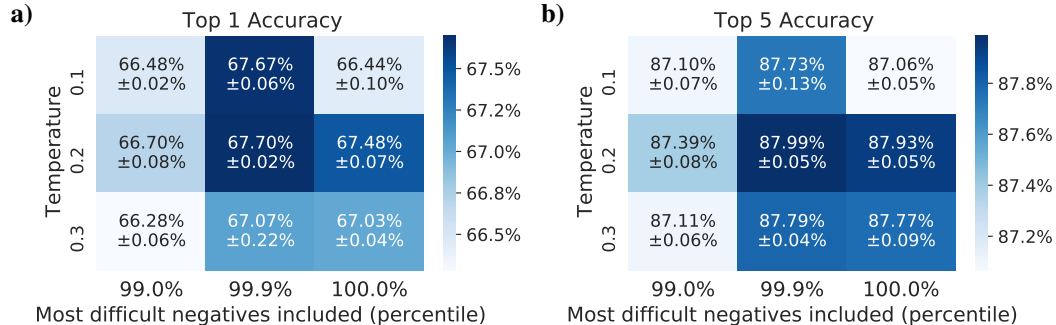 a)
Top 1 Accuracy
Temperature
0.1
0.2
0.3
66.48% 67.67% 66.44%
±0.02% ±0.06% ±0.10%
66.70% 67.70% 67.48%
±0.08% ±0.02% ±0.07%
66.28% 67.07% 67.03%
±0.06% ±0.22% ±0.04%
99.0% 99.9% 100.0%
Most difficult negatives included (percentile)
67.5%
67.2%
67.0%
66.8%
66.5%
b)
Top 5 Accuracy
Temperature
0.1
0.2
0.3
87.10% 87.73% 87.06%
±0.07% ±0.13% ±0.05%
87.39% 87.99% 87.93%
±0.08% ±0.05% ±0.05%
87.11% 87.79% 87.77%
±0.06% ±0.04% ±0.09%
99.0% 99.9% 100.0%
Most difficult negatives included (percentile)
87.8%
87.6%
87.4%
87.2%